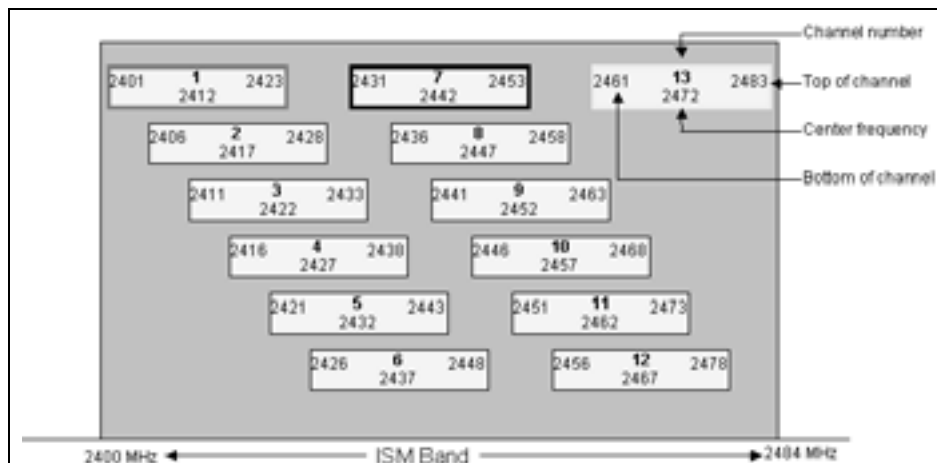 Channel number
2401 1 2423
2412
2431 7 2453
2442
2461 13 2483
2472
Top of channel
2406 2 2428
2417
2436 8 2458
2447
Center frequency
2411 3 2433
2422
2441 9 2463
2452
Bottom of channel
2416 4 2438
2427
2446 10 2468
2457
2421 5 2443
2432
2451 11 2473
2462
2426 6 2448
2437
2456 12 2478
2467
2400 MHz
ISM Band
2484 MHz